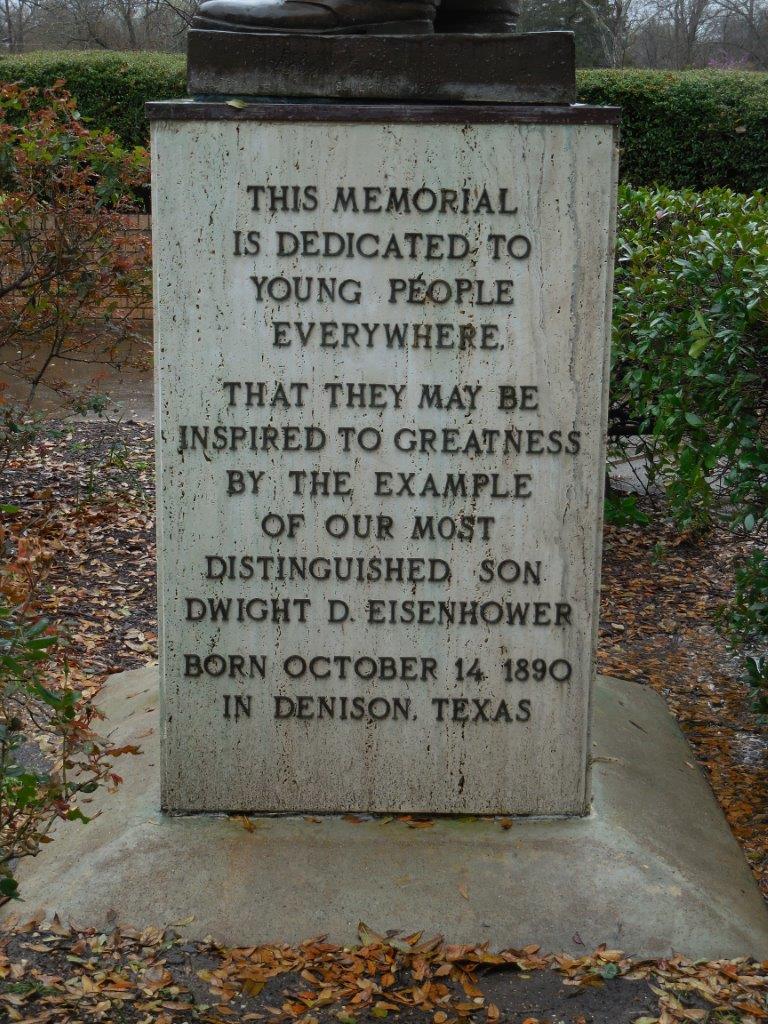 THIS MEMORIAL
IS DEDICATED TO
YOUNG PEOPLE
EVERYWHERE,
THAT THEY MAY BE
INSPIRED TO GREATNESS
BY THE EXAMPLE
OF OUR MOST
DISTINGUISHED SON
DWIGHT D. EISENHOWER
BORN OCTOBER 14, 1890
IN DENISON, TEXAS